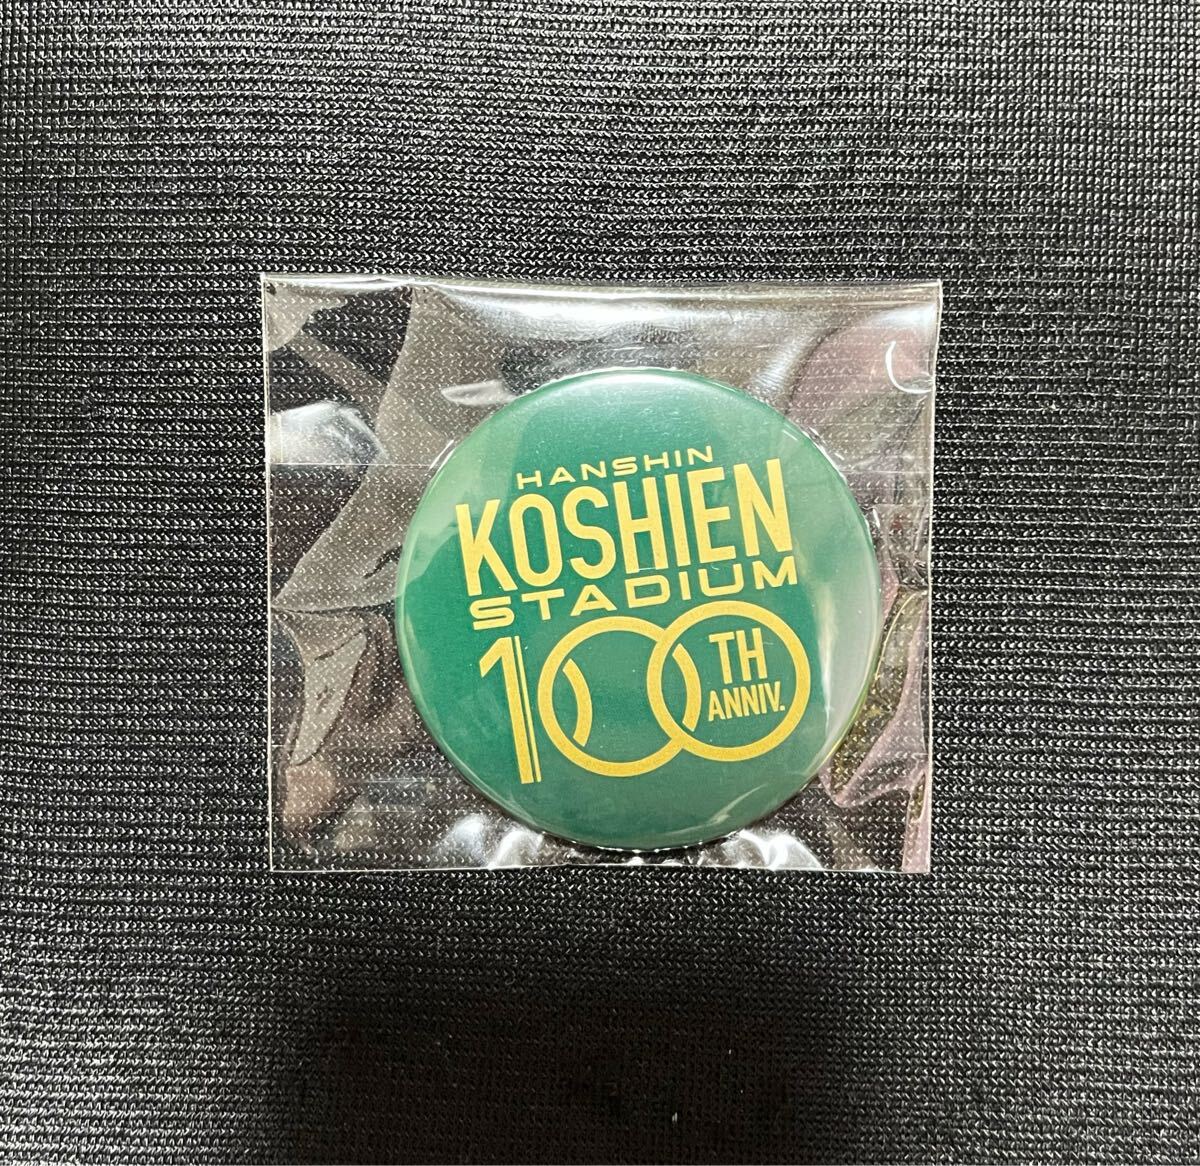 HANSHIN
KOSHIEN
STADIUM
100TH
ANNIV.